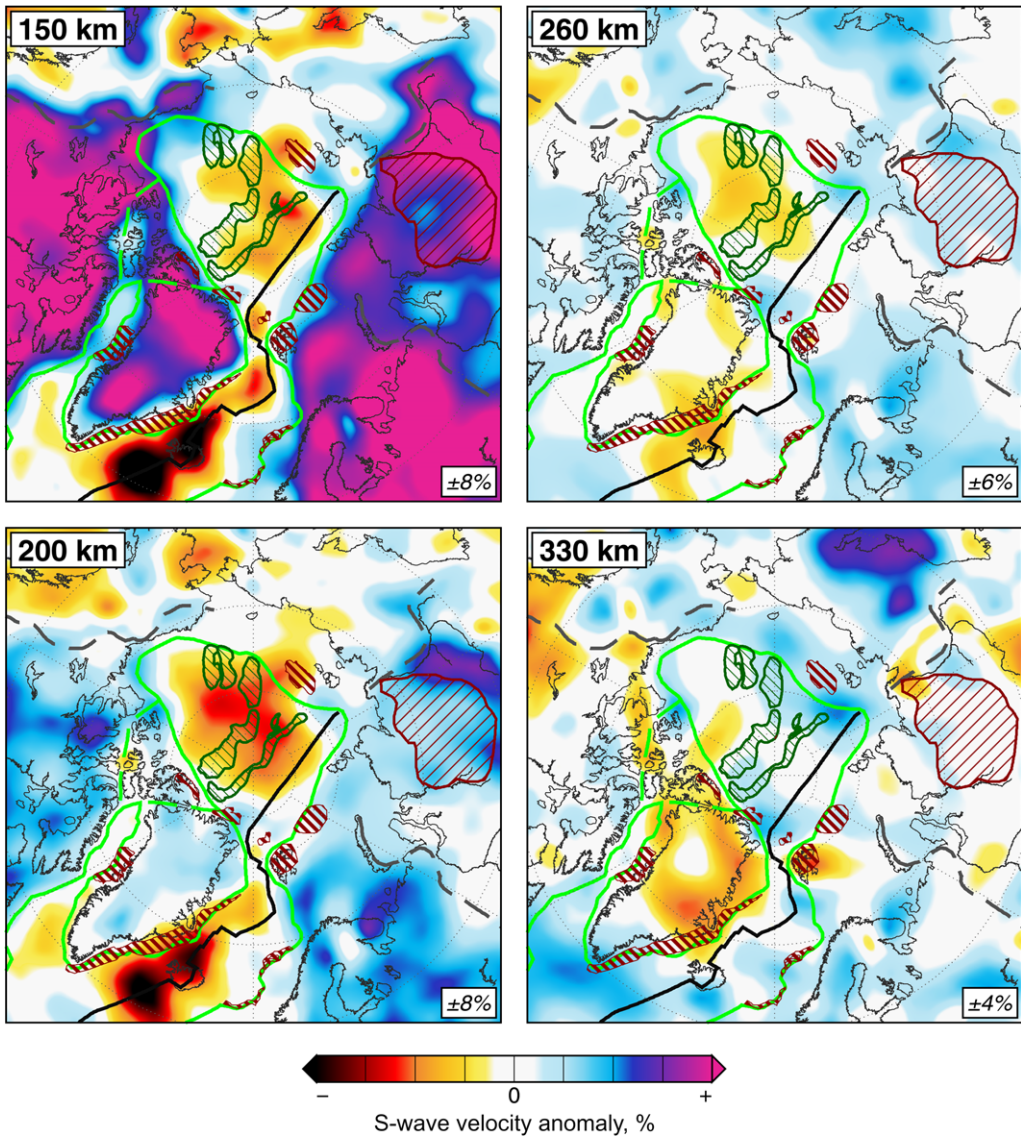 150 km
260 km
±8%
±6%
200 km
330 km
±8%
±4%
− 0 +
S-wave velocity anomaly, %